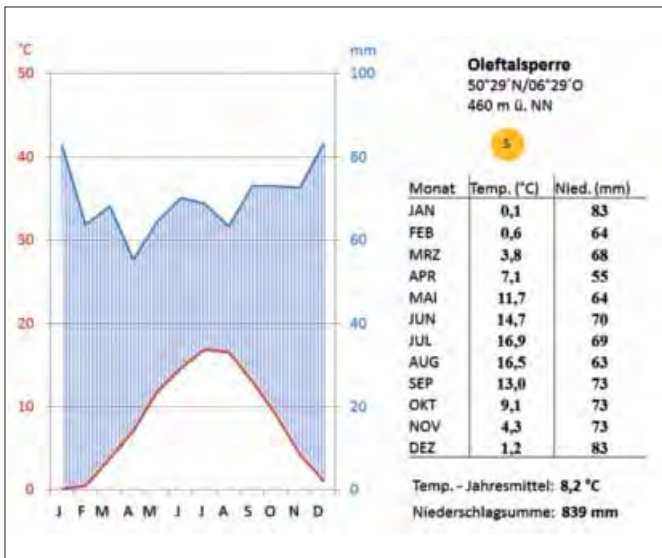 °C mm
50 100
40 80
30 60
20 40
10 20
0 0
J F M A M J J A S O N D
Oleftalsperre
50°29´N/06°29´O
460 m ü. NN
5
Monat Temp. (°C) Nied. (mm)
JAN 0,1 83
FEB 0,6 64
MRZ 3,8 68
APR 7,1 55
MAI 11,7 64
JUN 14,7 70
JUL 16,9 69
AUG 16,5 63
SEP 13,0 73
OKT 9,1 73
NOV 4,3 73
DEZ 1,2 83
Temp. - Jahresmittel: 8,2 °C
Niederschlagsumme: 839 mm